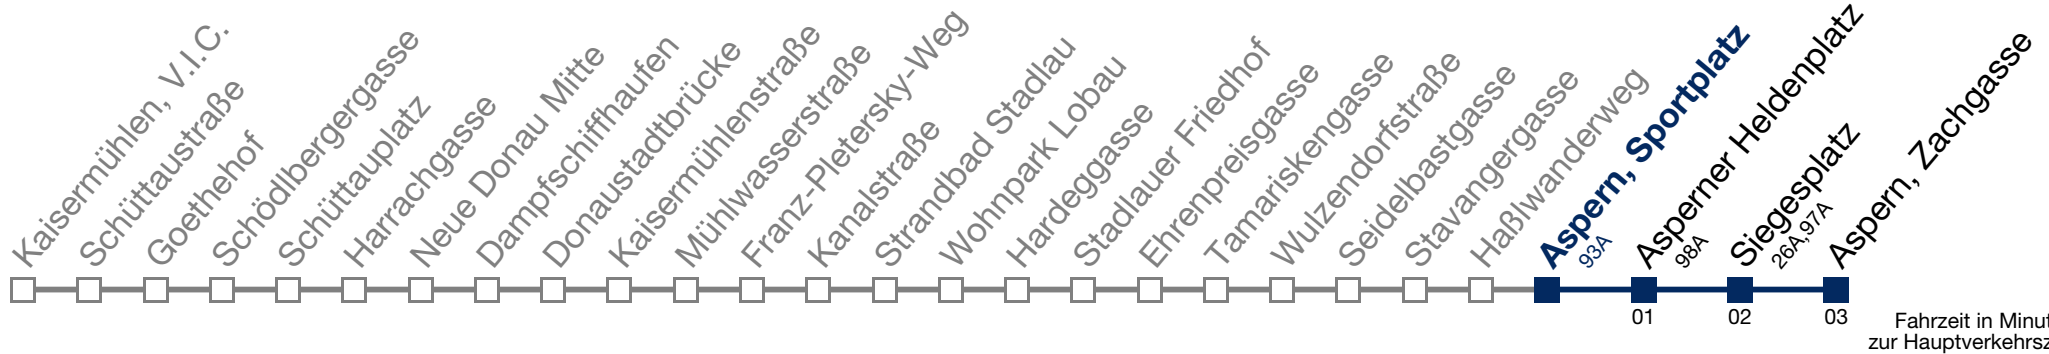 Kaisermühlen, V.I.C.
Schüttaustraße
Goethehof
Schödlbergergasse
Schüttauplatz
Harrachgasse
Neue Donau Mitte
Dampfschiffhaufen
Donaustadtbrücke
Kaisermühlenstraße
Mühlwasserstraße
Franz-Pletersky-Weg
Kanalstraße
Strandbad Stadlau
Wohnpark Lobau
Hardeggasse
Stadlauer Friedhof
Ehrenpreisgasse
Tamariskengasse
Wulzendorfstraße
Seidelbastgasse
Stavangergasse
Haßlwanderweg
Aspern, Sportplatz
93A
Asperner Heldenplatz
98A
Siegesplatz
26A,97A
Aspern, Zachgasse
01
02
03
Fahrzeit in Minut
zur Hauptverkehrsz